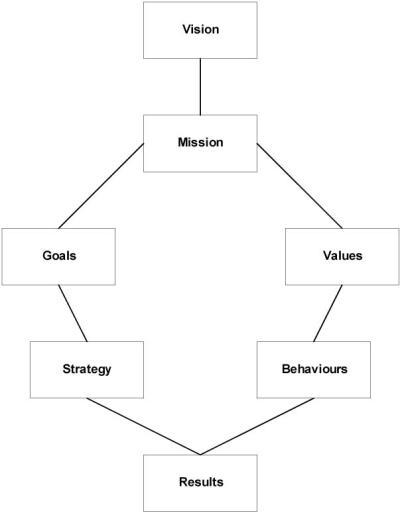 Vision
Mission
Goals
Values
Strategy
Behaviours
Results